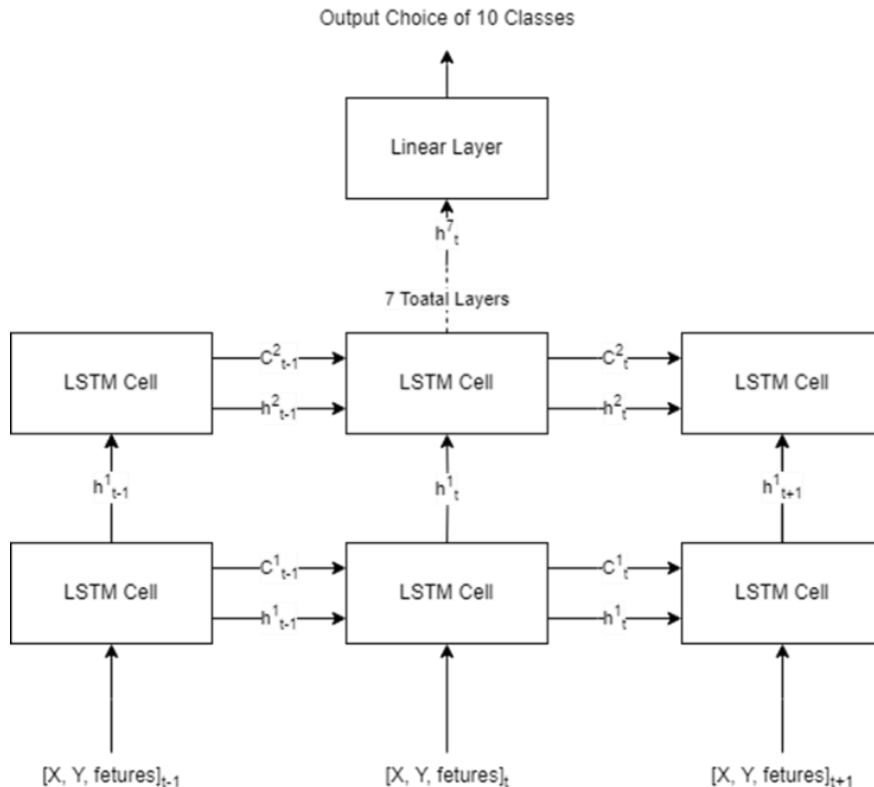 Output Choice of 10 Classes
Linear Layer
h⁷ₜ
7 Toatal Layers
LSTM Cell
C²ₜ₋₁
h²ₜ₋₁
LSTM Cell
C²ₜ
h²ₜ
LSTM Cell
h¹ₜ₋₁
h¹ₜ
h¹ₜ₊₁
LSTM Cell
C¹ₜ₋₁
h¹ₜ₋₁
LSTM Cell
C¹ₜ
h¹ₜ
LSTM Cell
[X, Y, fetures]ₜ₋₁
[X, Y, fetures]ₜ
[X, Y, fetures]ₜ₊₁